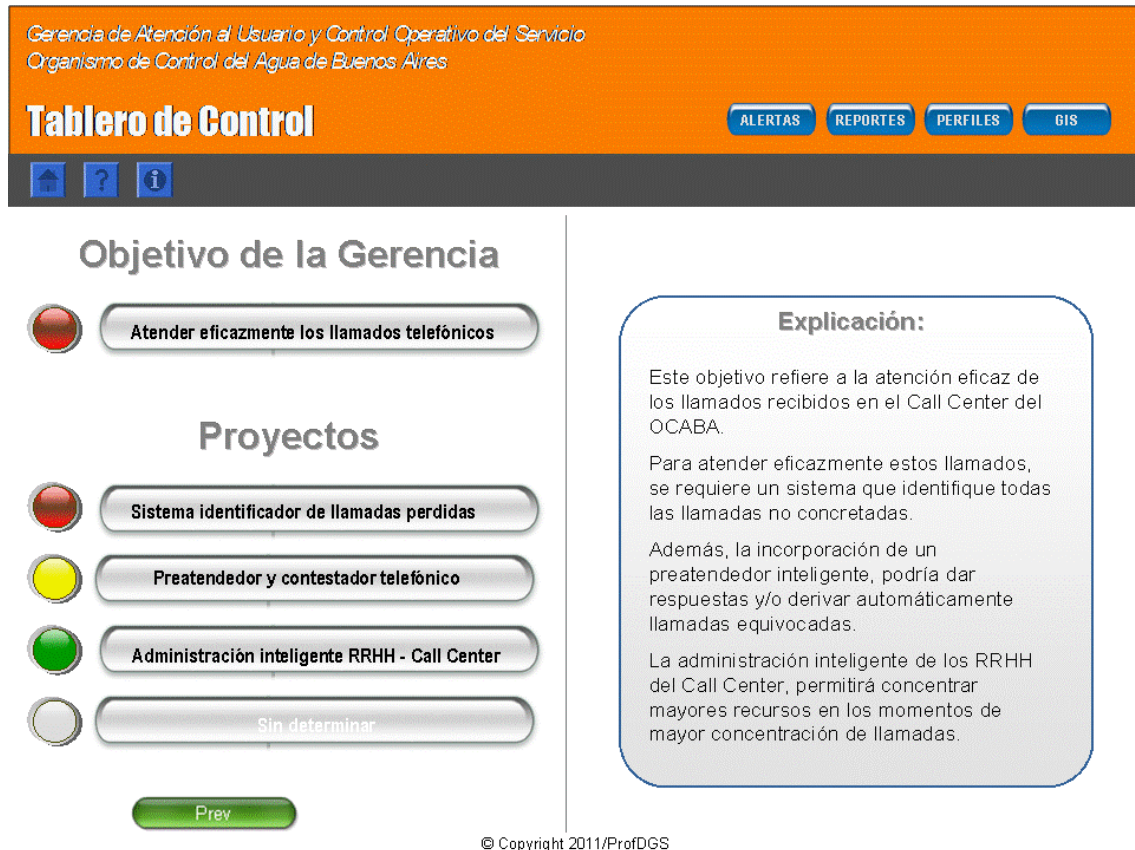 Gerencia de Atención al Usuario y Control Operativo del Servicio
Organismo de Control del Agua de Buenos Aires
Tablero de Control
ALERTAS
REPORTES
PERFILES
GIS
?
i
Objetivo de la Gerencia
Atender eficazmente los llamados telefónicos
Proyectos
Sistema identificador de llamadas perdidas
Preatendedor y contestador telefónico
Administración inteligente RRHH - Call Center
Sin determinar
Prev
Explicación:
Este objetivo refiere a la atención eficaz de
los llamados recibidos en el Call Center del
OCABA.
Para atender eficazmente estos llamados,
se requiere un sistema que identifique todas
las llamadas no concretadas.
Además, la incorporación de un
preatendedor inteligente, podría dar
respuestas y/o derivar automáticamente
llamadas equivocadas.
La administración inteligente de los RRHH
del Call Center, permitirá concentrar
mayores recursos en los momentos de
mayor concentración de llamadas.
© Copyright 2011/ProfDGS